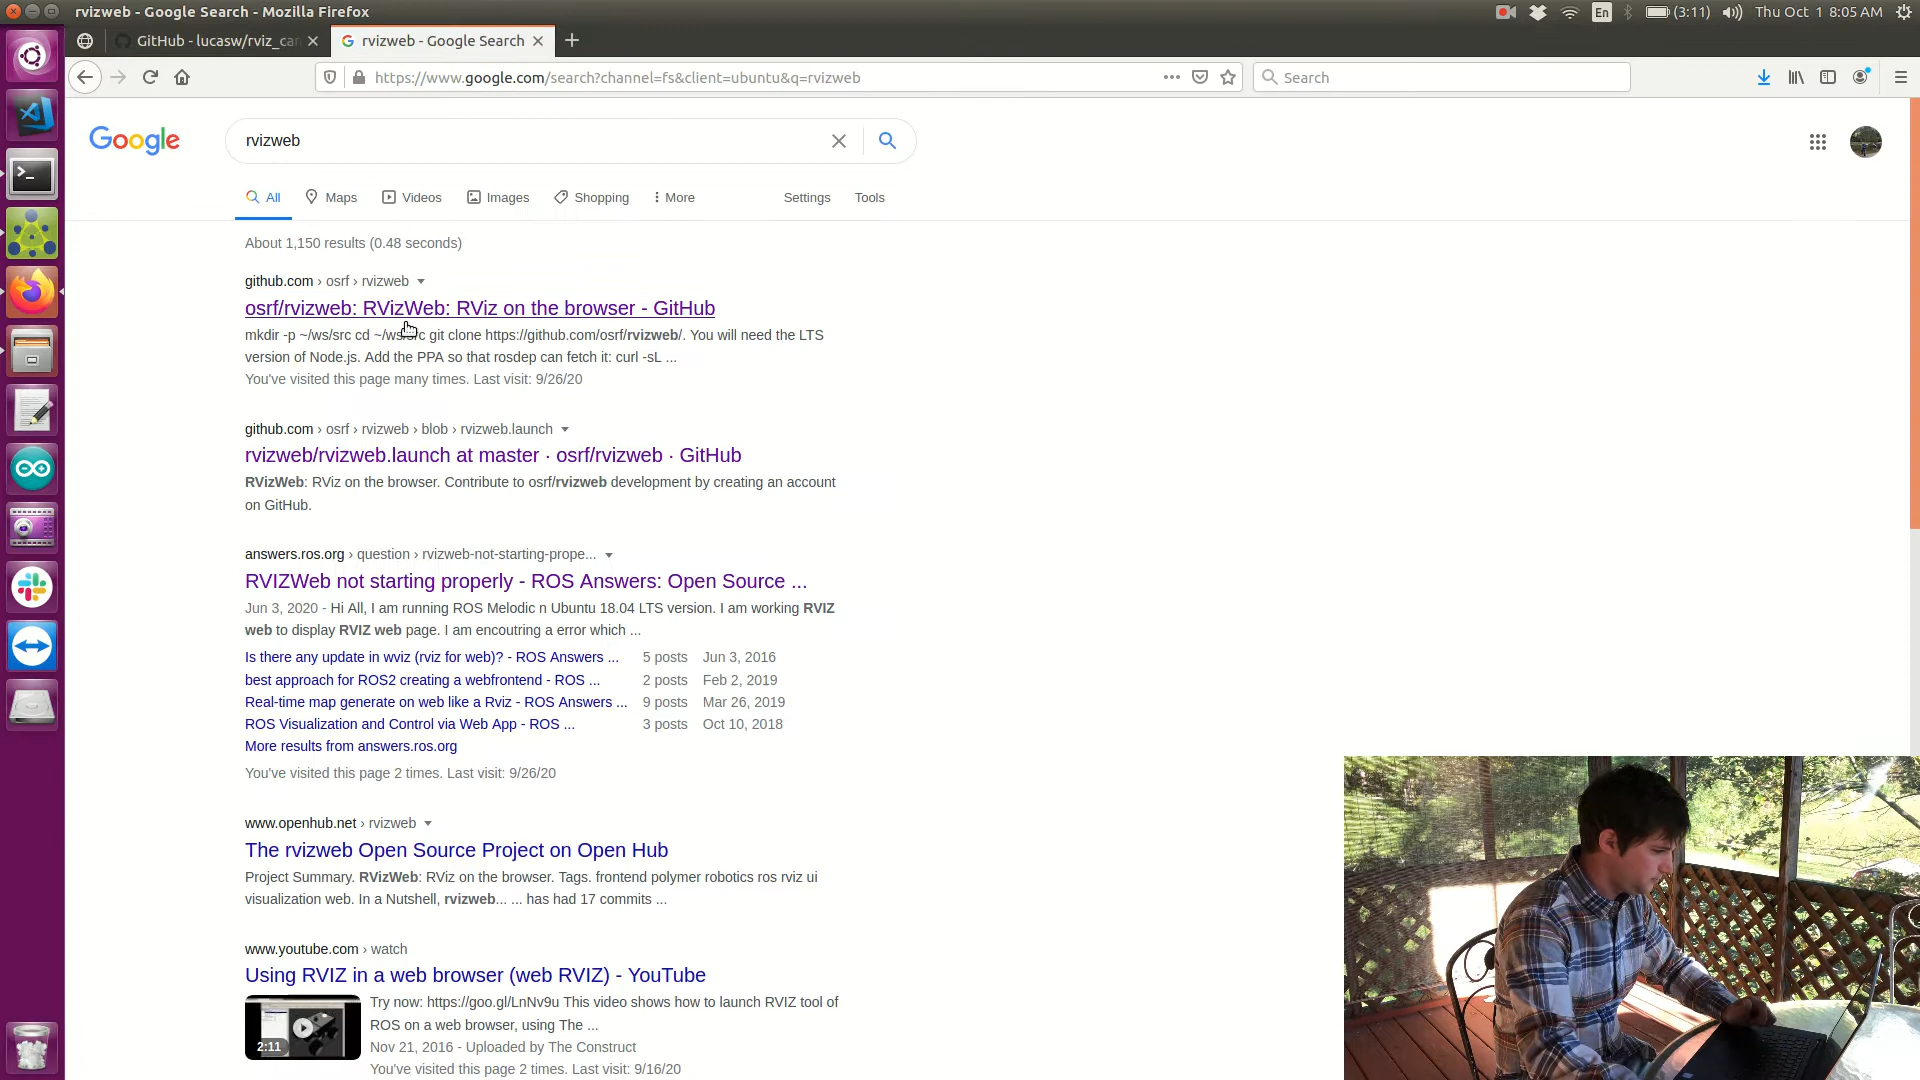 rvizweb - Google Search - Mozilla Firefox
En
(3:11)
Thu Oct 1 8:05 AM
GitHub - lucasw/rviz_car
rvizweb - Google Search
https://www.google.com/search?channel=fs&client=ubuntu&q=rvizweb
Search
Google
rvizweb
All
Maps
Videos
Images
Shopping
More
Settings
Tools
About 1,150 results (0.48 seconds)
github.com › osrf › rvizweb
osrf/rvizweb: RVizWeb: RViz on the browser - GitHub
mkdir -p ~/ws/src cd ~/ws/src git clone https://github.com/osrf/rvizweb/. You will need the LTS
version of Node.js. Add the PPA so that rosdep can fetch it: curl -sL ...
You've visited this page many times. Last visit: 9/26/20
github.com › osrf › rvizweb › blob › rvizweb.launch
rvizweb/rvizweb.launch at master · osrf/rvizweb · GitHub
RVizWeb: RViz on the browser. Contribute to osrf/rvizweb development by creating an account
on GitHub.
answers.ros.org › question › rvizweb-not-starting-prope...
RVIZWeb not starting properly - ROS Answers: Open Source ...
Jun 3, 2020 - Hi All, I am running ROS Melodic n Ubuntu 18.04 LTS version. I am working RVIZ
web to display RVIZ web page. I am encoutring a error which ...
Is there any update in wviz (rviz for web)? - ROS Answers ... 5 posts Jun 3, 2016
best approach for ROS2 creating a webfrontend - ROS ... 2 posts Feb 2, 2019
Real-time map generate on web like a Rviz - ROS Answers ... 9 posts Mar 26, 2019
ROS Visualization and Control via Web App - ROS ... 3 posts Oct 10, 2018
More results from answers.ros.org
You've visited this page 2 times. Last visit: 9/26/20
www.openhub.net › rvizweb
The rvizweb Open Source Project on Open Hub
Project Summary. RVizWeb: RViz on the browser. Tags. frontend polymer robotics ros rviz ui
visualization web. In a Nutshell, rvizweb... ... has had 17 commits ...
www.youtube.com › watch
Using RVIZ in a web browser (web RVIZ) - YouTube
2:11
Try now: https://goo.gl/LnNv9u This video shows how to launch RVIZ tool of
ROS on a web browser, using The ...
Nov 21, 2016 - Uploaded by The Construct
You've visited this page 2 times. Last visit: 9/16/20